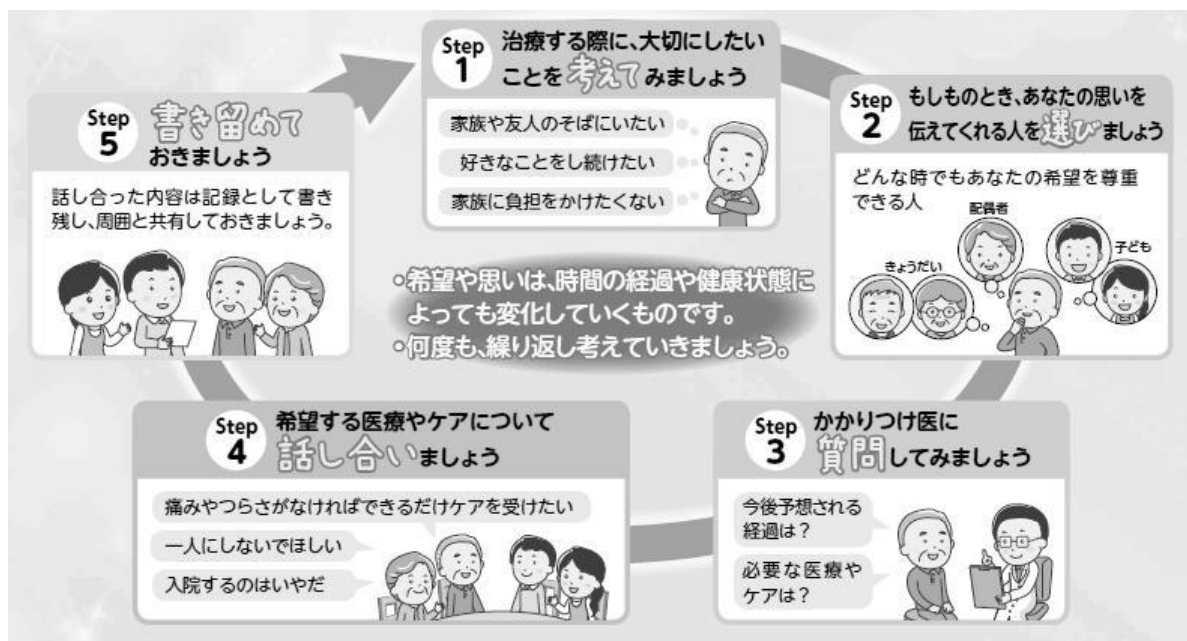 Step
1
治療する際に、大切にしたい
ことを考えてみましょう
家族や友人のそばにいたい
好きなことをし続けたい
家族に負担をかけたくない
Step
2
もしものとき、あなたの思いを
伝えてくれる人を選びましょう
どんな時でもあなたの希望を尊重
できる人
配偶者
子ども
きょうだい
Step
3
かかりつけ医に
質問してみましょう
今後予想される
経過は？
必要な医療や
ケアは？
Step
4
希望する医療やケアについて
話し合いましょう
痛みやつらさがなければできるだけケアを受けたい
一人にしないでほしい
入院するのはいやだ
Step
5
書き留めて
おきましょう
話し合った内容は記録として書き
残し、周囲と共有しておきましょう。
・希望や思いは、時間の経過や健康状態に
よっても変化していくものです。
・何度も、繰り返し考えていきましょう。